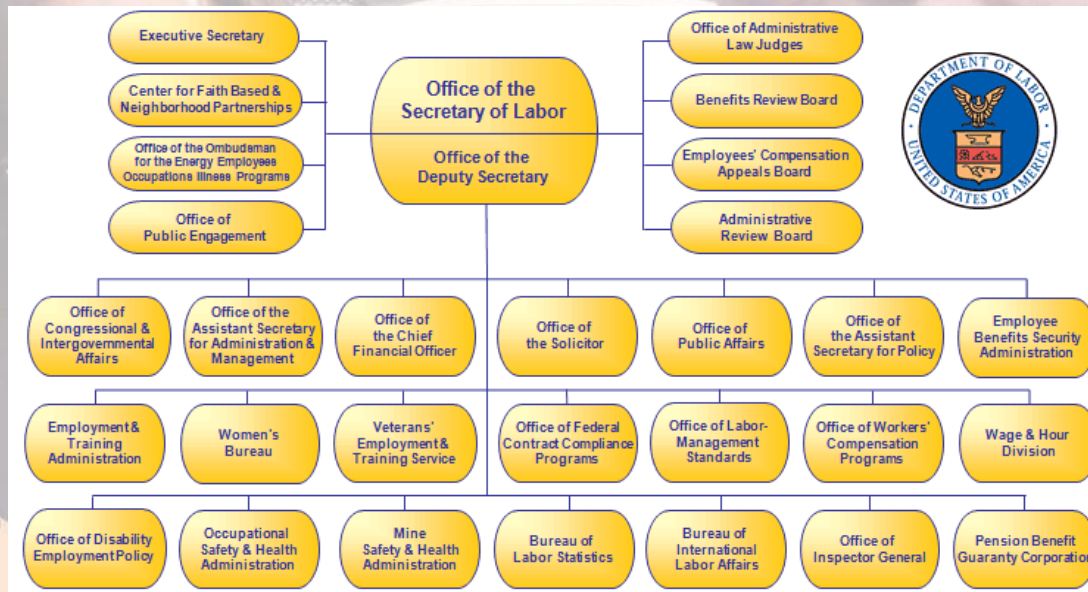 Executive Secretary
Center for Faith Based &
Neighborhood Partnerships
Office of the Ombudsman
for the Energy Employees
Occupations Illness Programs
Office of
Public Engagement
Office of the
Secretary of Labor
Office of the
Deputy Secretary
Office of Administrative
Law Judges
Benefits Review Board
Employees' Compensation
Appeals Board
Administrative
Review Board
DEPARTMENT OF LABOR
UNITED STATES OF AMERICA
Office of
Congressional &
Intergovernmental
Affairs
Office of the
Assistant Secretary
for Administration &
Management
Office of
the Chief
Financial Officer
Office of
the Solicitor
Office of
Public Affairs
Office of
the Assistant
Secretary for Policy
Employee
Benefits Security
Administration
Employment &
Training
Administration
Women's
Bureau
Veterans'
Employment &
Training Service
Office of Federal
Contract Compliance
Programs
Office of Labor-
Management
Standards
Office of Workers'
Compensation
Programs
Wage & Hour
Division
Office of Disability
Employment Policy
Occupational
Safety & Health
Administration
Mine
Safety & Health
Administration
Bureau of
Labor Statistics
Bureau of
International
Labor Affairs
Office of
Inspector General
Pension Benefit
Guaranty Corporation